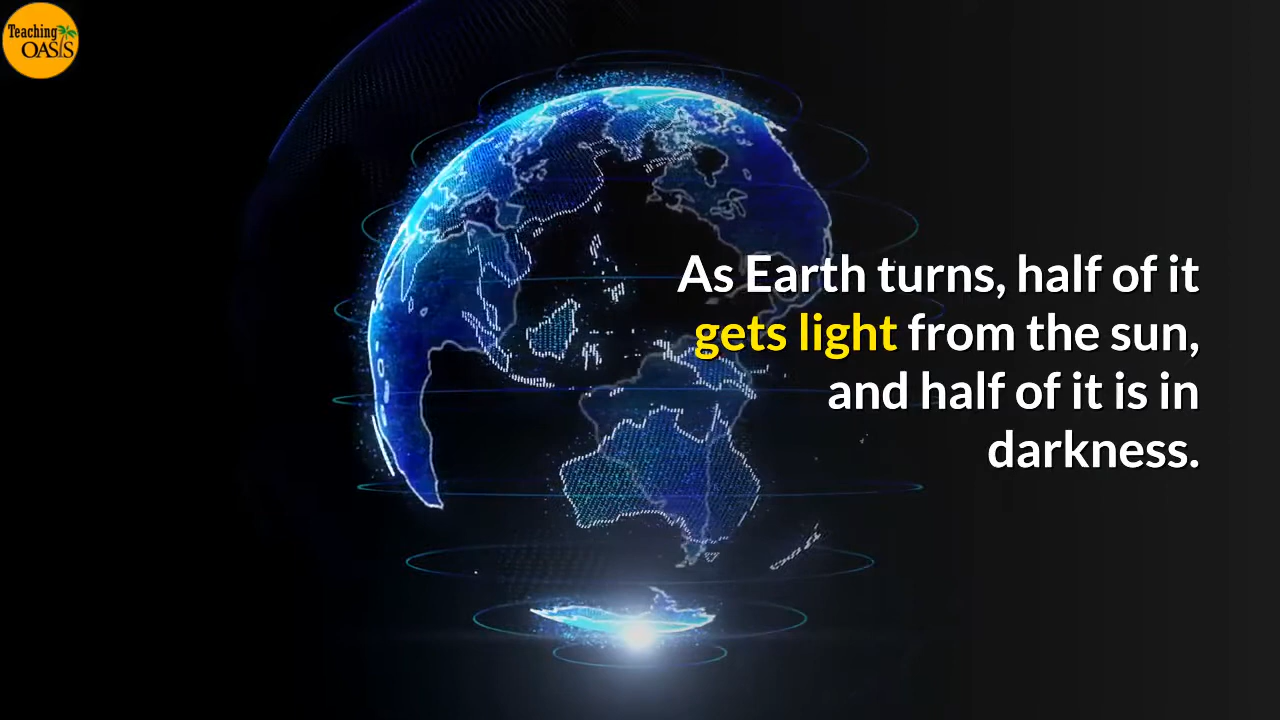 Teaching
OASIS
As Earth turns, half of it
gets light from the sun,
and half of it is in
darkness.